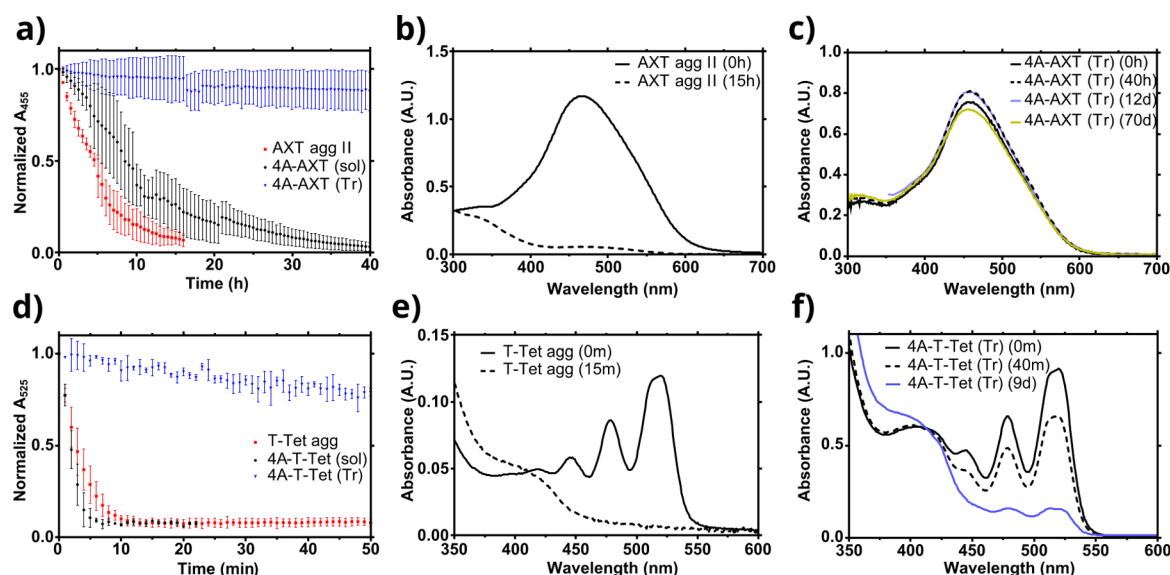 a)
Normalized A455
1.0
0.5
0.0
0
10
20
30
40
Time (h)
AXT agg II
4A-AXT (sol)
4A-AXT (Tr)
b)
Absorbance (A.U.)
1.5
1.0
0.5
0.0
300
400
500
600
700
Wavelength (nm)
AXT agg II (0h)
AXT agg II (15h)
c)
Absorbance (A.U.)
1.0
0.8
0.6
0.4
0.2
0.0
300
400
500
600
700
Wavelength (nm)
4A-AXT (Tr) (0h)
4A-AXT (Tr) (40h)
4A-AXT (Tr) (12d)
4A-AXT (Tr) (70d)
d)
Normalized A525
1.0
0.5
0.0
0
10
20
30
40
50
Time (min)
T-Tet agg
4A-T-Tet (sol)
4A-T-Tet (Tr)
e)
Absorbance (A.U.)
0.15
0.10
0.05
0.00
350
400
450
500
550
600
Wavelength (nm)
T-Tet agg (0m)
T-Tet agg (15m)
f)
Absorbance (A.U.)
1.0
0.5
0.0
350
400
450
500
550
600
Wavelength (nm)
4A-T-Tet (Tr) (0m)
4A-T-Tet (Tr) (40m)
4A-T-Tet (Tr) (9d)